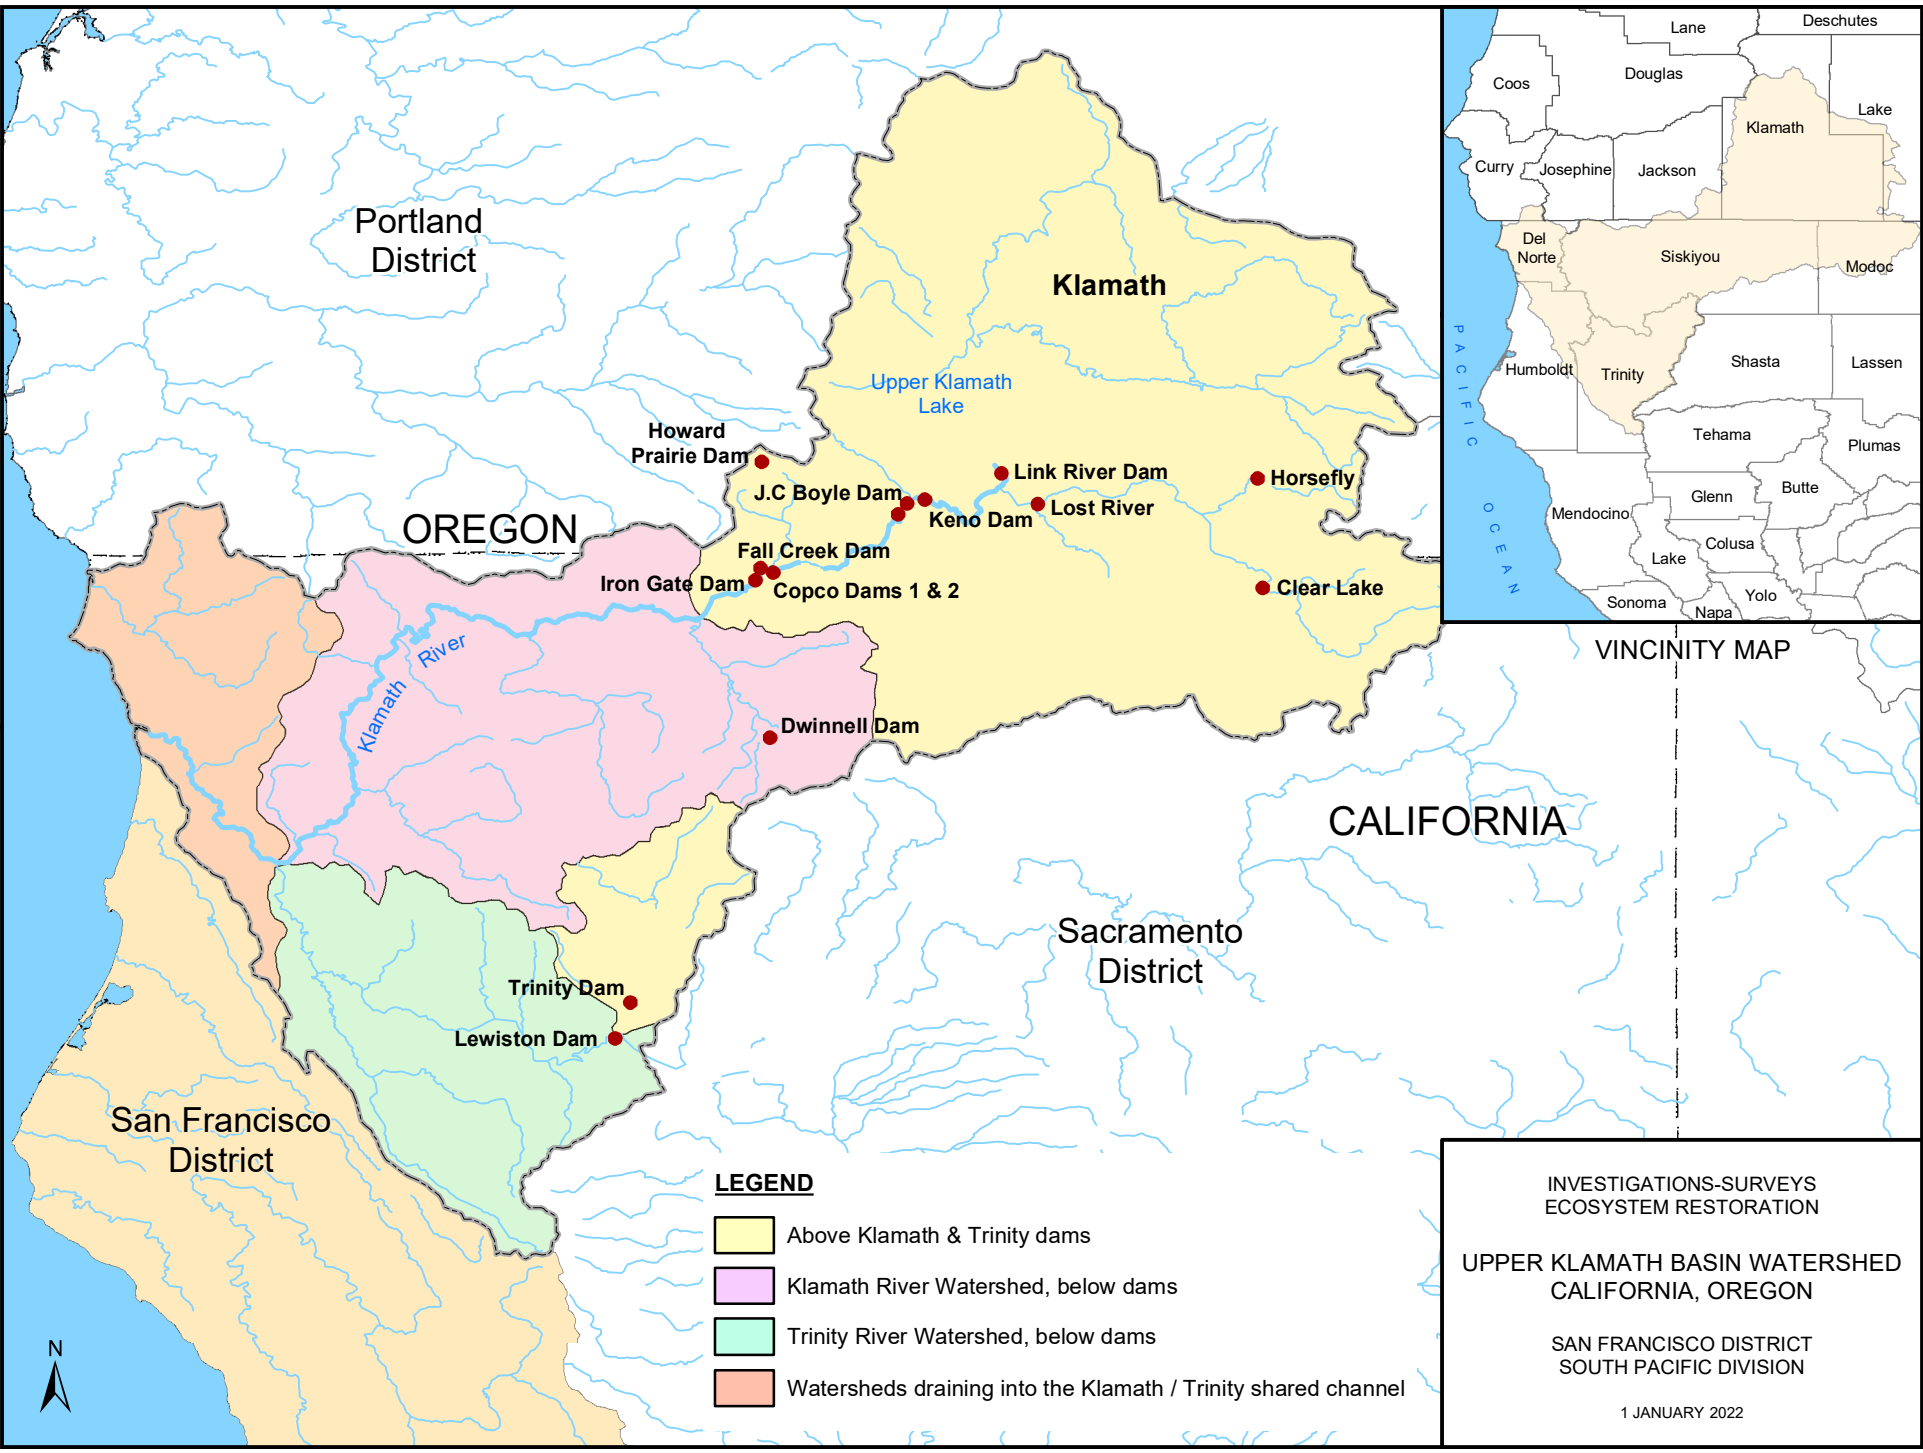 Portland
District
OREGON
Klamath
Upper Klamath
Lake
Howard
Prairie Dam
Link River Dam
Horsefly
J.C Boyle Dam
Keno Dam
Lost River
Fall Creek Dam
Iron Gate Dam
Copco Dams 1 & 2
Clear Lake
Klamath
River
Dwinnell Dam
CALIFORNIA
Sacramento
District
Trinity Dam
Lewiston Dam
San Francisco
District
N
LEGEND
Above Klamath & Trinity dams
Klamath River Watershed, below dams
Trinity River Watershed, below dams
Watersheds draining into the Klamath / Trinity shared channel
Lane
Deschutes
Coos
Douglas
Lake
Klamath
Curry
Josephine
Jackson
Del
Norte
Siskiyou
Modoc
PACIFIC OCEAN
Humboldt
Trinity
Shasta
Lassen
Tehama
Plumas
Glenn
Butte
Mendocino
Colusa
Lake
Sonoma
Napa
Yolo
VINCINITY MAP
INVESTIGATIONS-SURVEYS
ECOSYSTEM RESTORATION
UPPER KLAMATH BASIN WATERSHED
CALIFORNIA, OREGON
SAN FRANCISCO DISTRICT
SOUTH PACIFIC DIVISION
1 JANUARY 2022